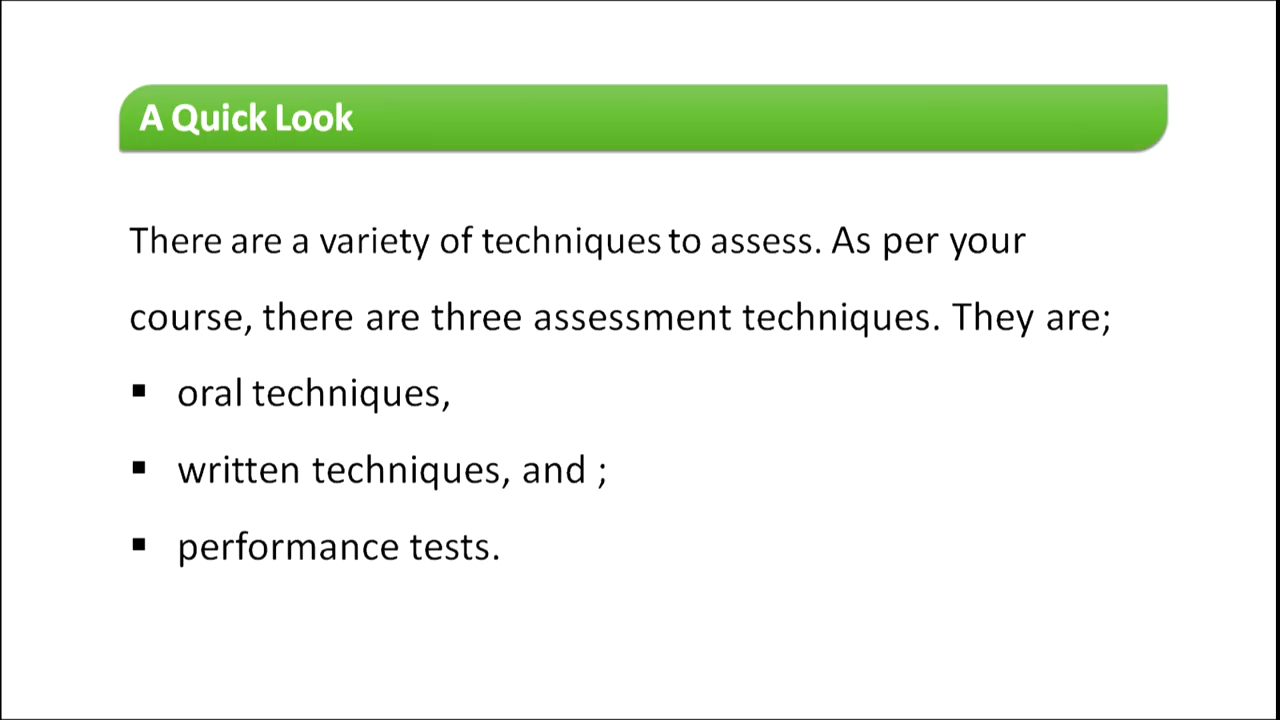 A Quick Look
There are a variety of techniques to assess. As per your
course, there are three assessment techniques. They are;
▪ oral techniques,
▪ written techniques, and ;
▪ performance tests.